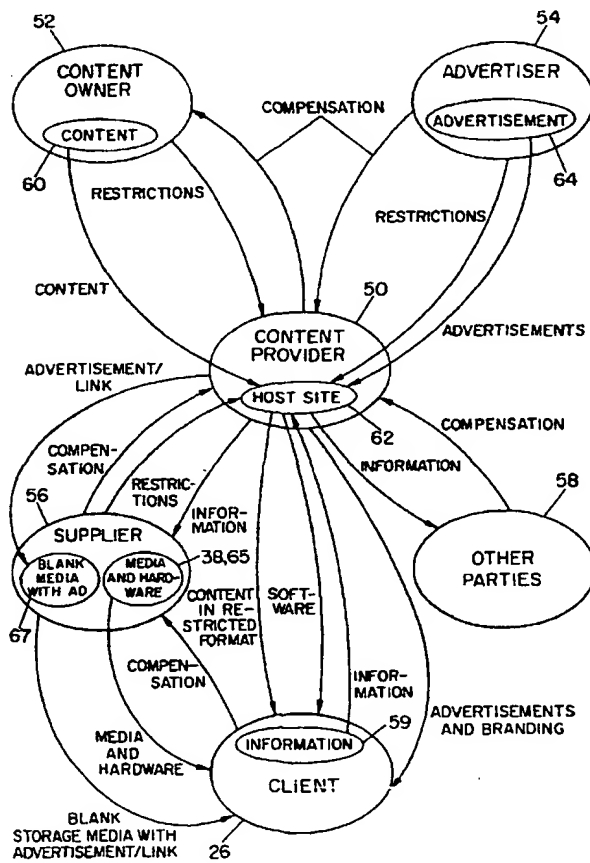 52
CONTENT
OWNER
CONTENT
60
54
ADVERTISER
ADVERTISEMENT
64
COMPENSATION
RESTRICTIONS
RESTRICTIONS
CONTENT
50
CONTENT
PROVIDER
HOST SITE
62
ADVERTISEMENTS
ADVERTISEMENT/
LINK
COMPEN-
SATION
RESTRIC-
TIONS
INFORMATION
COMPENSATION
INFORMATION
56
SUPPLIER
BLANK
MEDIA
WITH AD
67
MEDIA
AND HARD-
WARE
38,65
58
OTHER
PARTIES
CONTENT
IN RE-
STRICTED
FORMAT
SOFT-
WARE
COMPEN-
SATION
INFOR-
MATION
59
ADVERTISEMENTS
AND BRANDING
MEDIA
AND
HARDWARE
INFORMATION
CLIENT
26
BLANK
STORAGE MEDIA WITH
ADVERTISEMENT/LINK